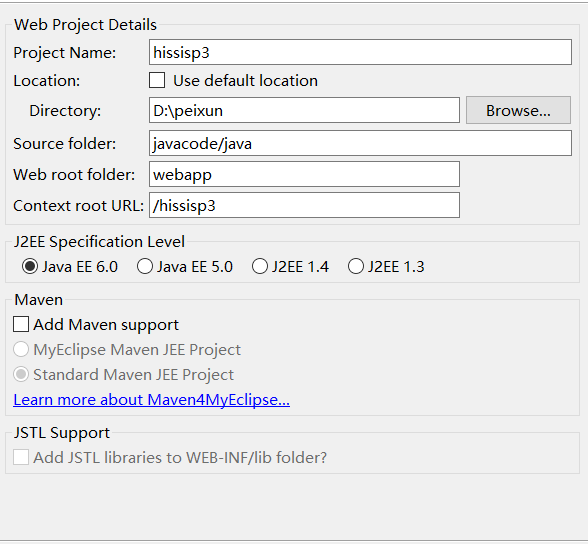 Web Project Details
Project Name: hissisp3
Location: Use default location
Directory: D:\peixun Browse...
Source folder: javacode/java
Web root folder: webapp
Context root URL: /hissisp3
J2EE Specification Level
Java EE 6.0 Java EE 5.0 J2EE 1.4 J2EE 1.3
Maven
Add Maven support
MyEclipse Maven JEE Project
Standard Maven JEE Project
Learn more about Maven4MyEclipse...
JSTL Support
Add JSTL libraries to WEB-INF/lib folder?